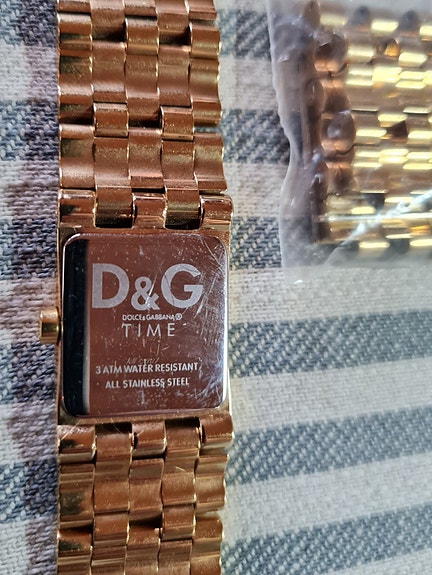 D&G
DOLCE&GABBANA®
TIME
3 ATM WATER RESISTANT
ALL STAINLESS STEEL